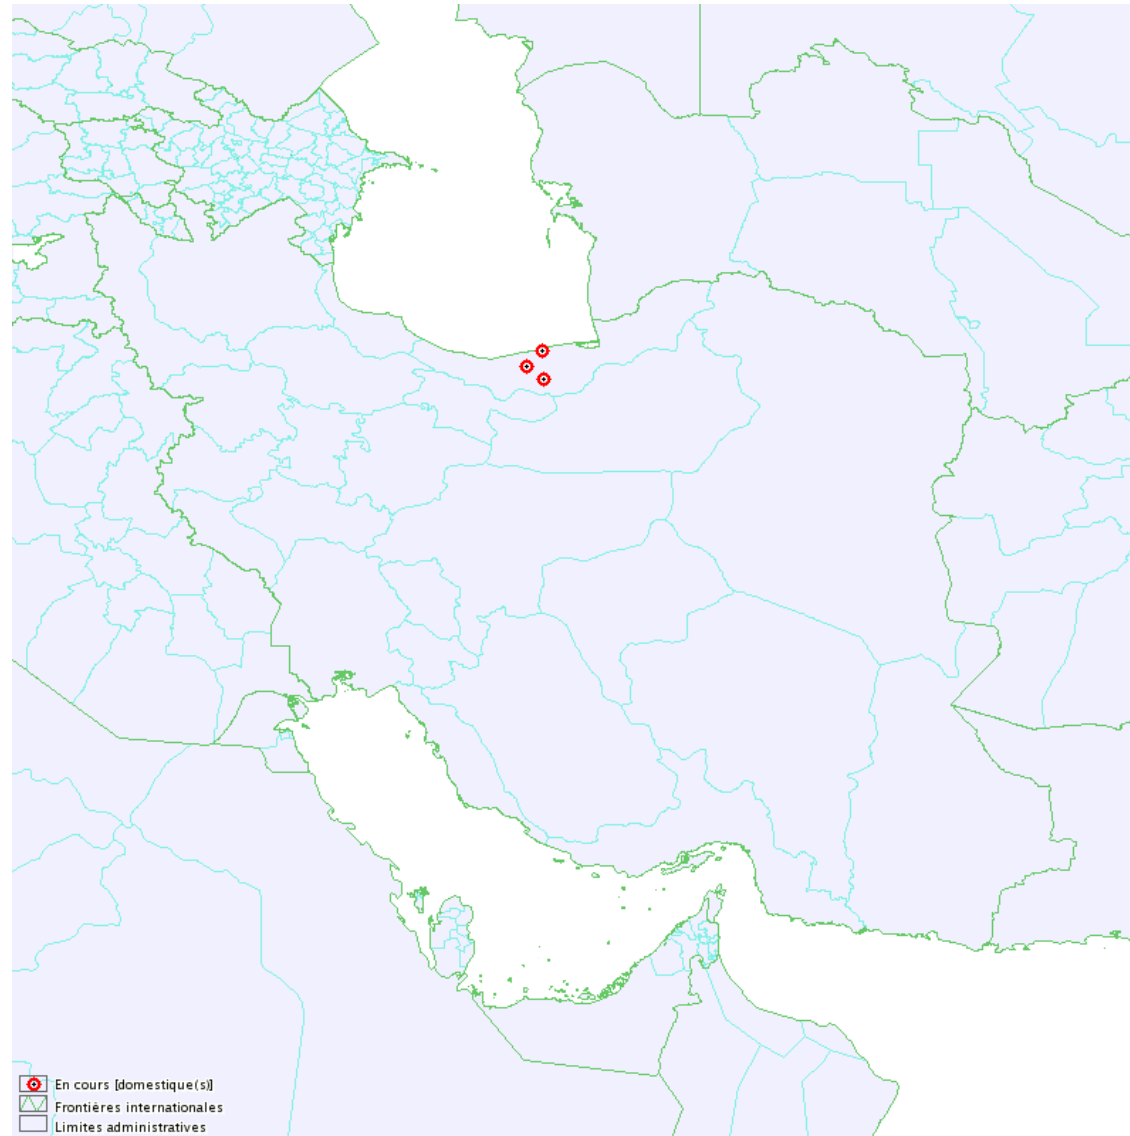 En cours [domestique(s)]
Frontières internationales
Limites administratives